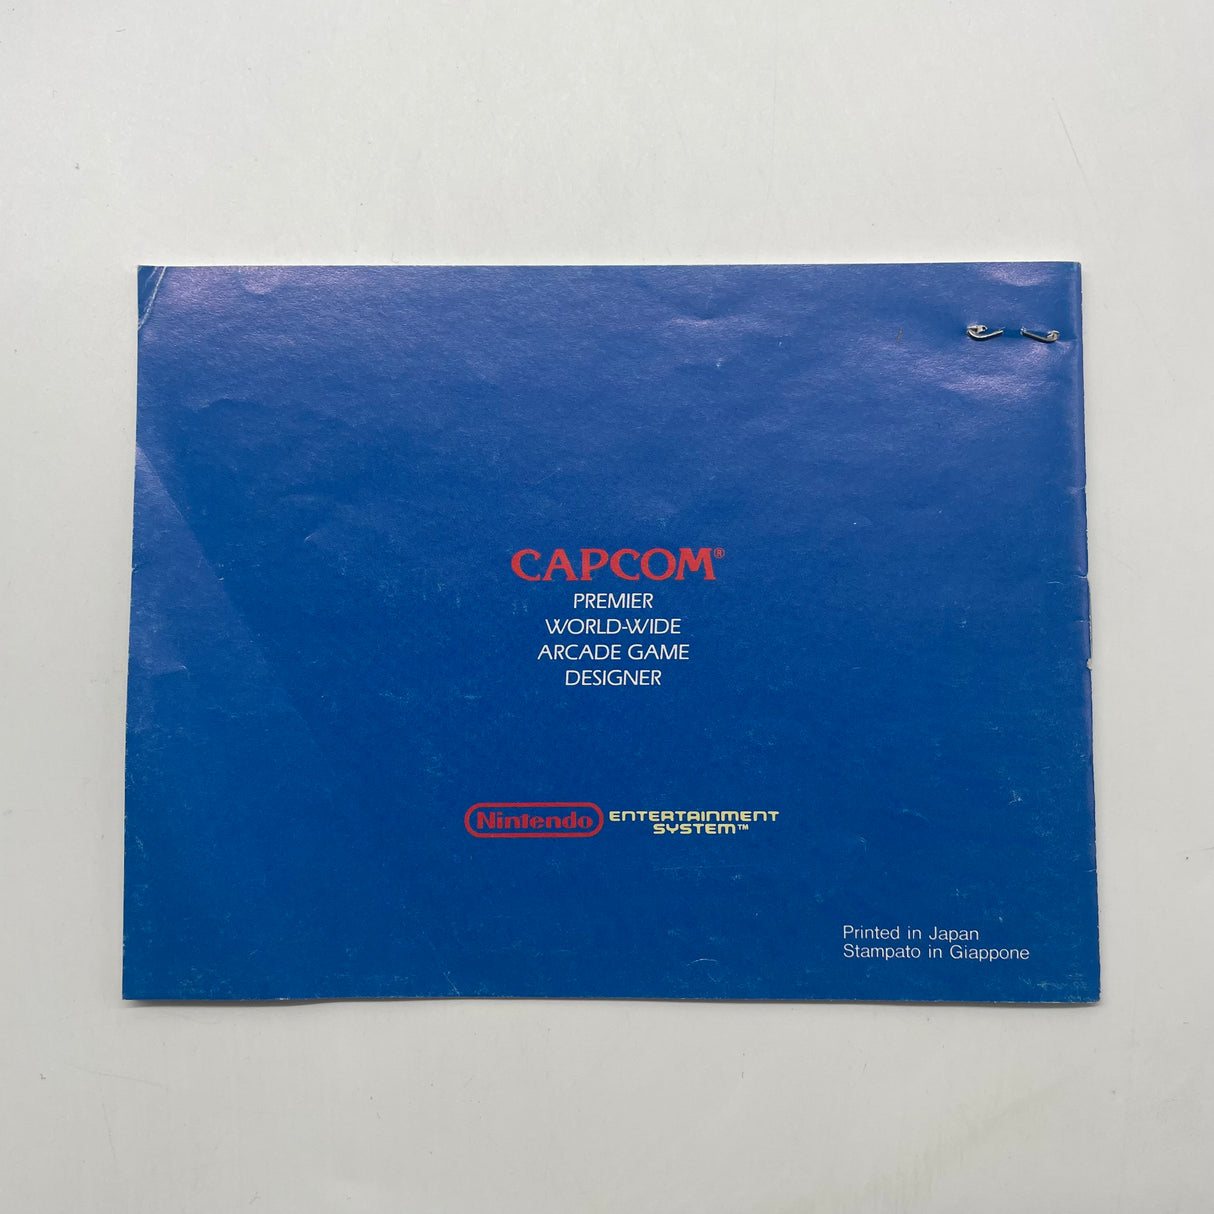 CAPCOM®
PREMIER
WORLD-WIDE
ARCADE GAME
DESIGNER
Nintendo ENTERTAINMENT
SYSTEM™
Printed in Japan
Stampato in Giappone